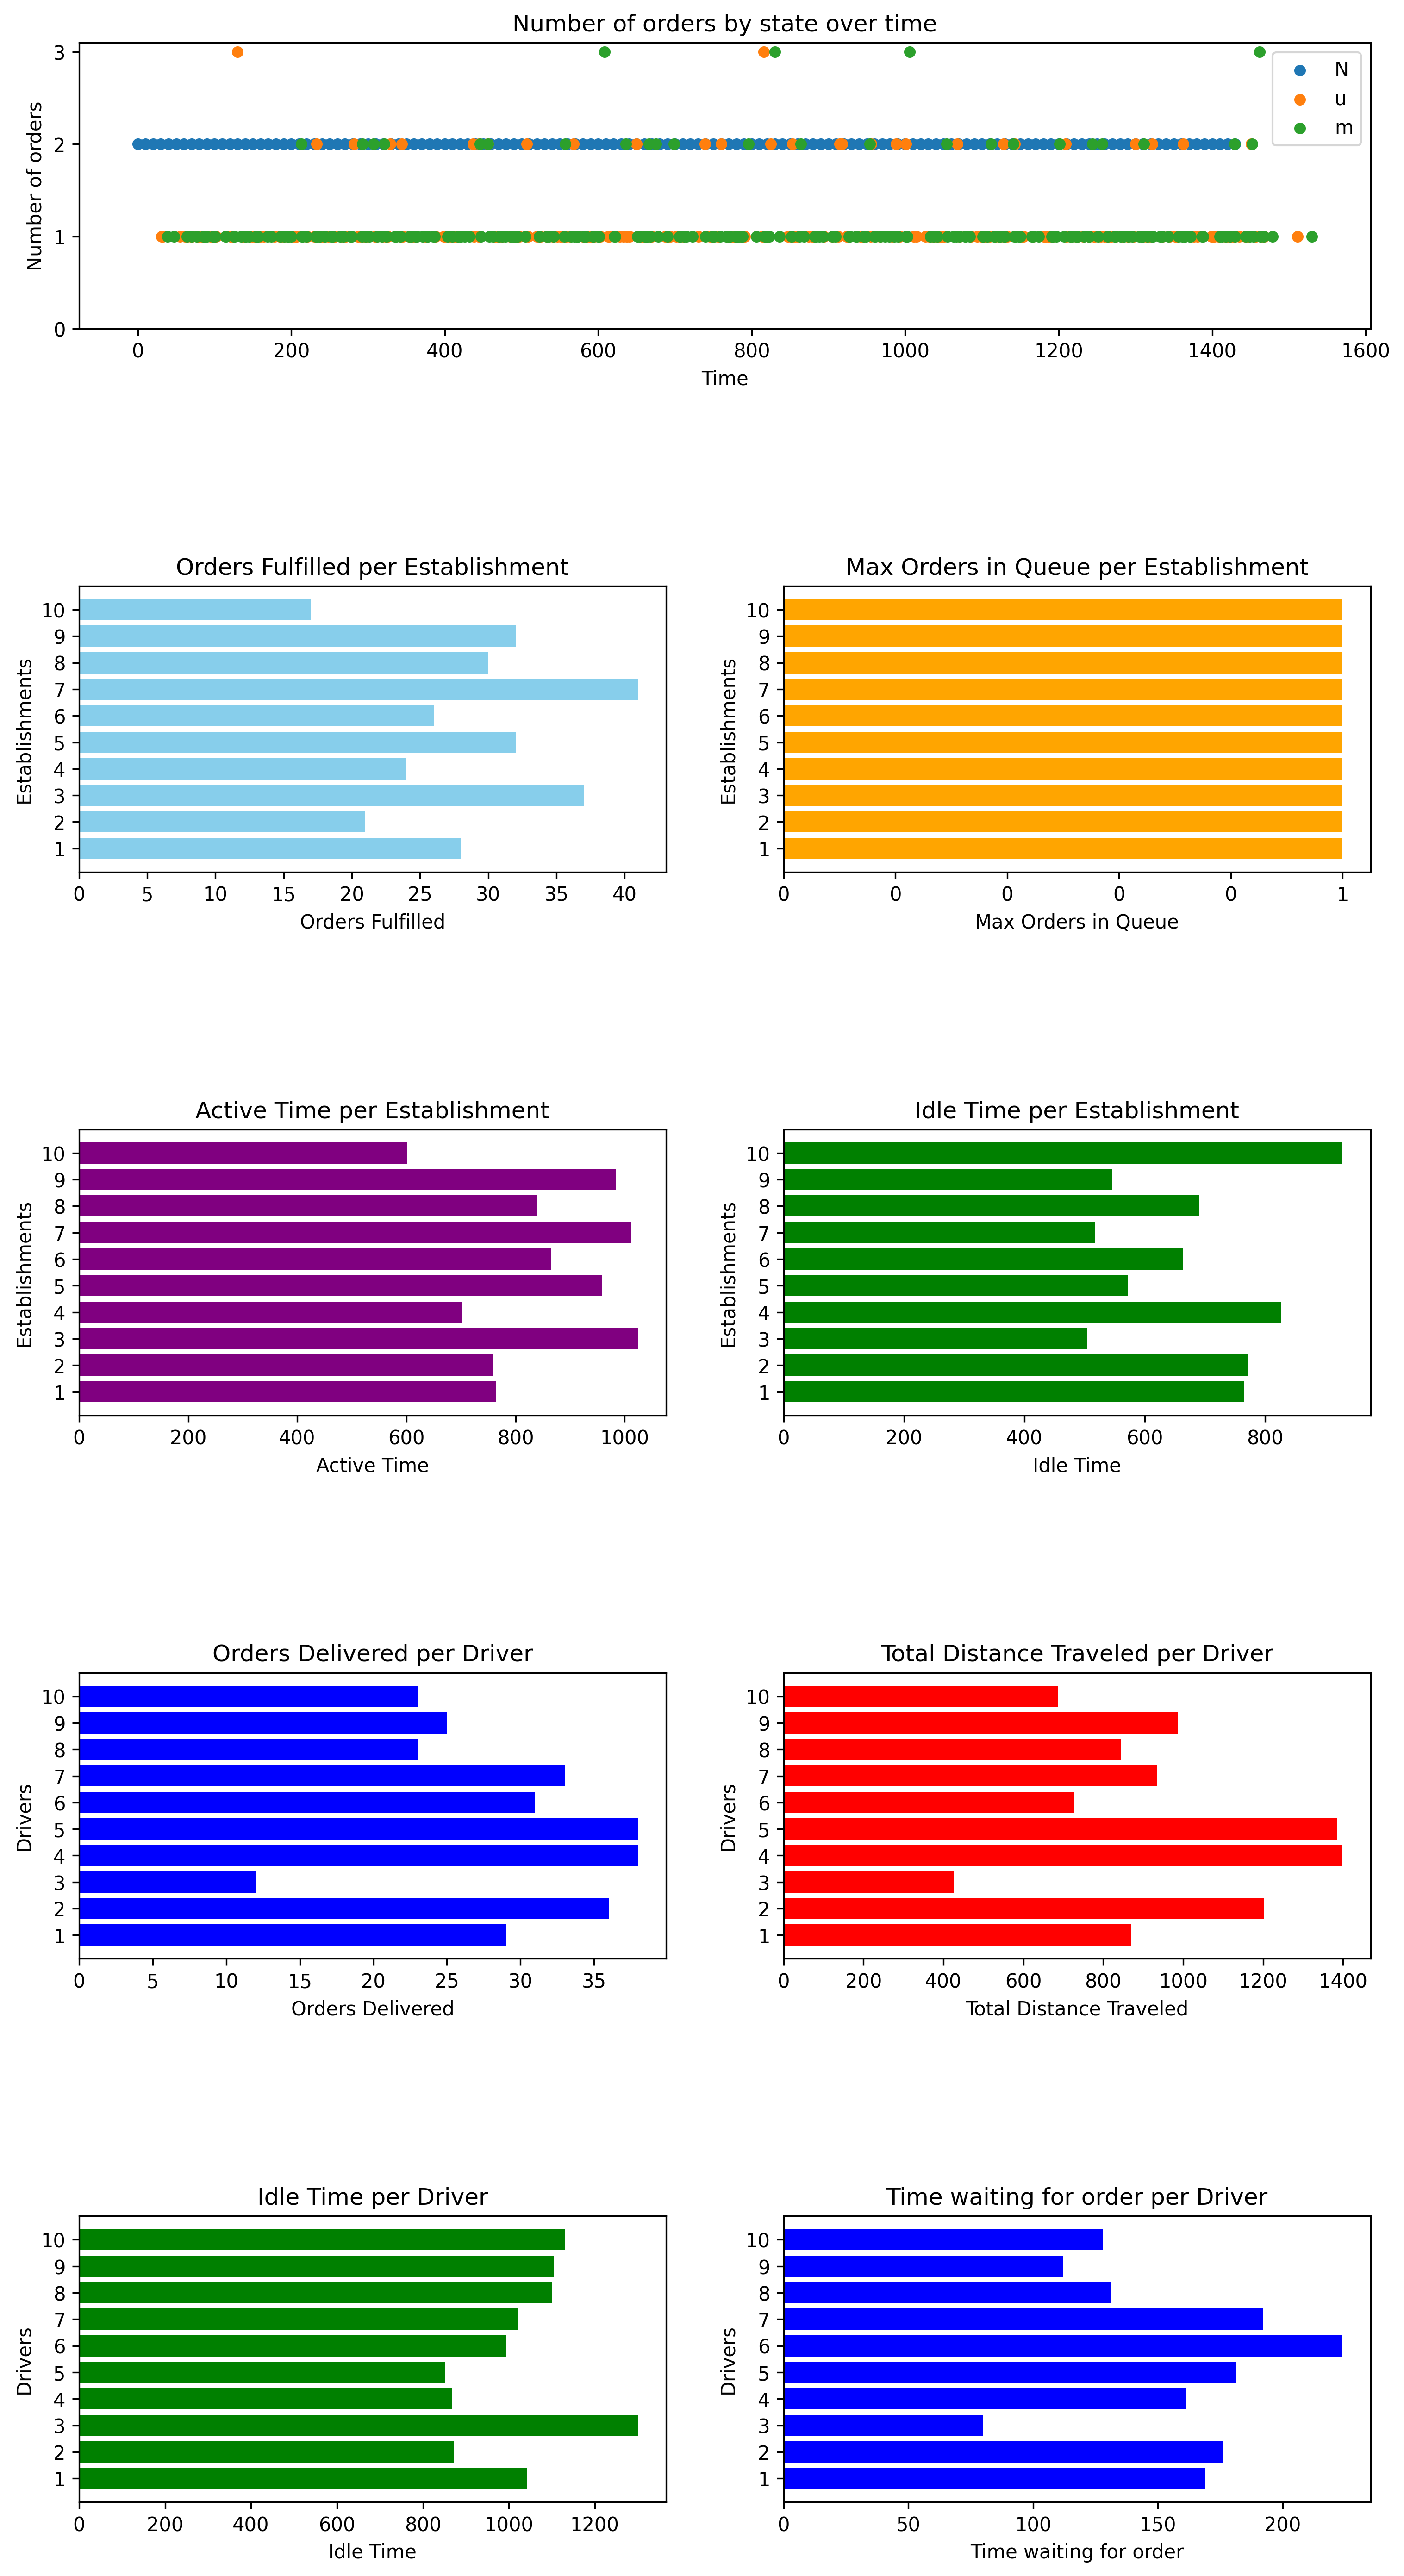 Number of orders by state over time
Number of orders
3
2
1
0
N
u
m
0 200 400 600 800 1000 1200 1400 1600
Time
Orders Fulfilled per Establishment
Establishments
10
9
8
7
6
5
4
3
2
1
0 5 10 15 20 25 30 35 40
Orders Fulfilled
Max Orders in Queue per Establishment
Establishments
10
9
8
7
6
5
4
3
2
1
0 0 0 0 0 1
Max Orders in Queue
Active Time per Establishment
Establishments
10
9
8
7
6
5
4
3
2
1
0 200 400 600 800 1000
Active Time
Idle Time per Establishment
Establishments
10
9
8
7
6
5
4
3
2
1
0 200 400 600 800
Idle Time
Orders Delivered per Driver
Drivers
10
9
8
7
6
5
4
3
2
1
0 5 10 15 20 25 30 35
Orders Delivered
Total Distance Traveled per Driver
Drivers
10
9
8
7
6
5
4
3
2
1
0 200 400 600 800 1000 1200 1400
Total Distance Traveled
Idle Time per Driver
Drivers
10
9
8
7
6
5
4
3
2
1
0 200 400 600 800 1000 1200
Idle Time
Time waiting for order per Driver
Drivers
10
9
8
7
6
5
4
3
2
1
0 50 100 150 200
Time waiting for order